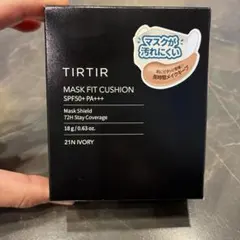 マスクが
汚れにくい
TIRTIR
MASK FIT CUSHION
SPF50+ PA+++
Mask Shield
72H Stay Coverage
18 g / 0.63 oz.
21N IVORY